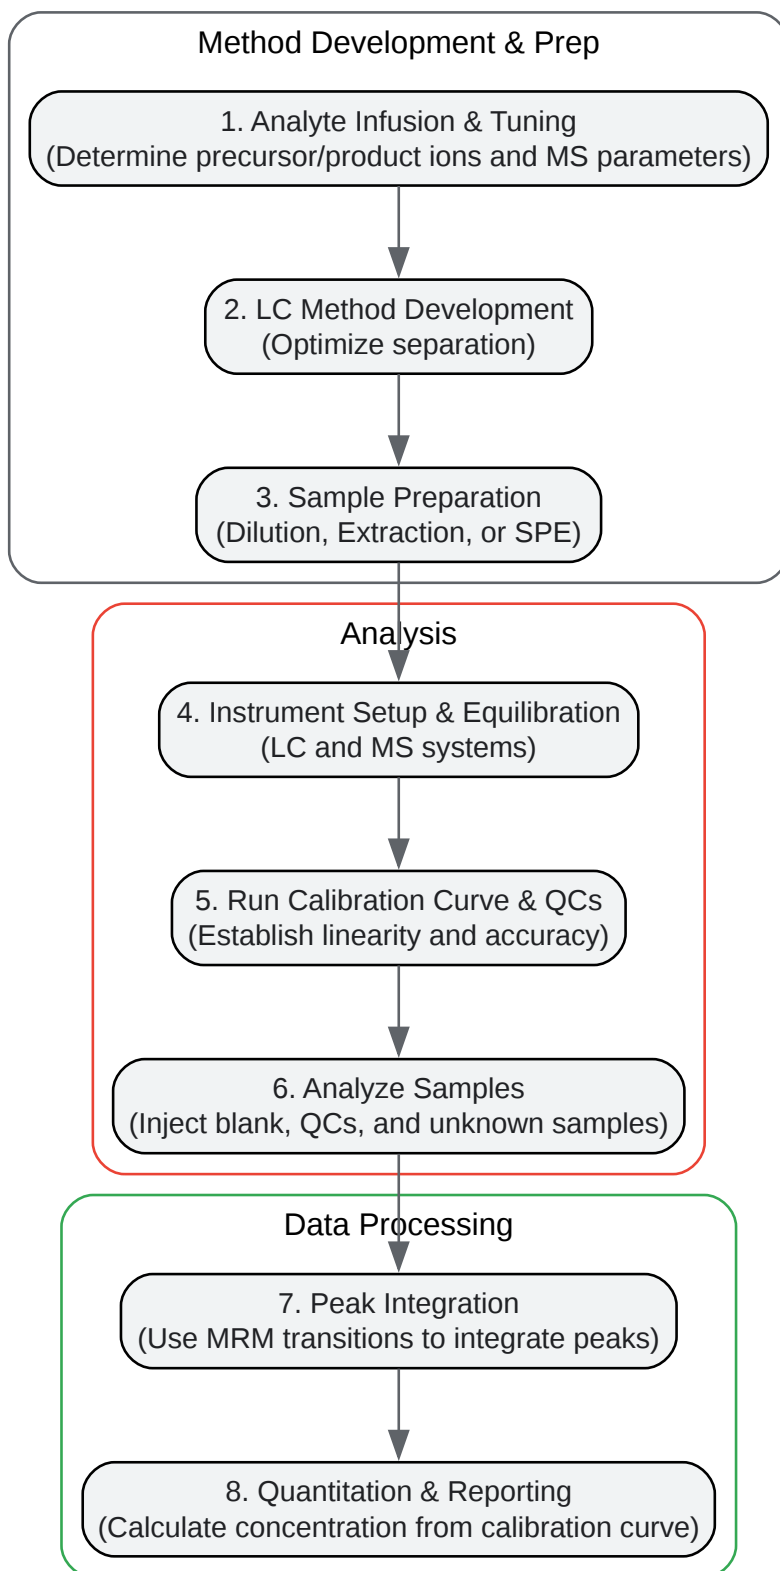 Method Development & Prep
1. Analyte Infusion & Tuning
(Determine precursor/product ions and MS parameters)
2. LC Method Development
(Optimize separation)
3. Sample Preparation
(Dilution, Extraction, or SPE)
Analysis
4. Instrument Setup & Equilibration
(LC and MS systems)
5. Run Calibration Curve & QCs
(Establish linearity and accuracy)
6. Analyze Samples
(Inject blank, QCs, and unknown samples)
Data Processing
7. Peak Integration
(Use MRM transitions to integrate peaks)
8. Quantitation & Reporting
(Calculate concentration from calibration curve)